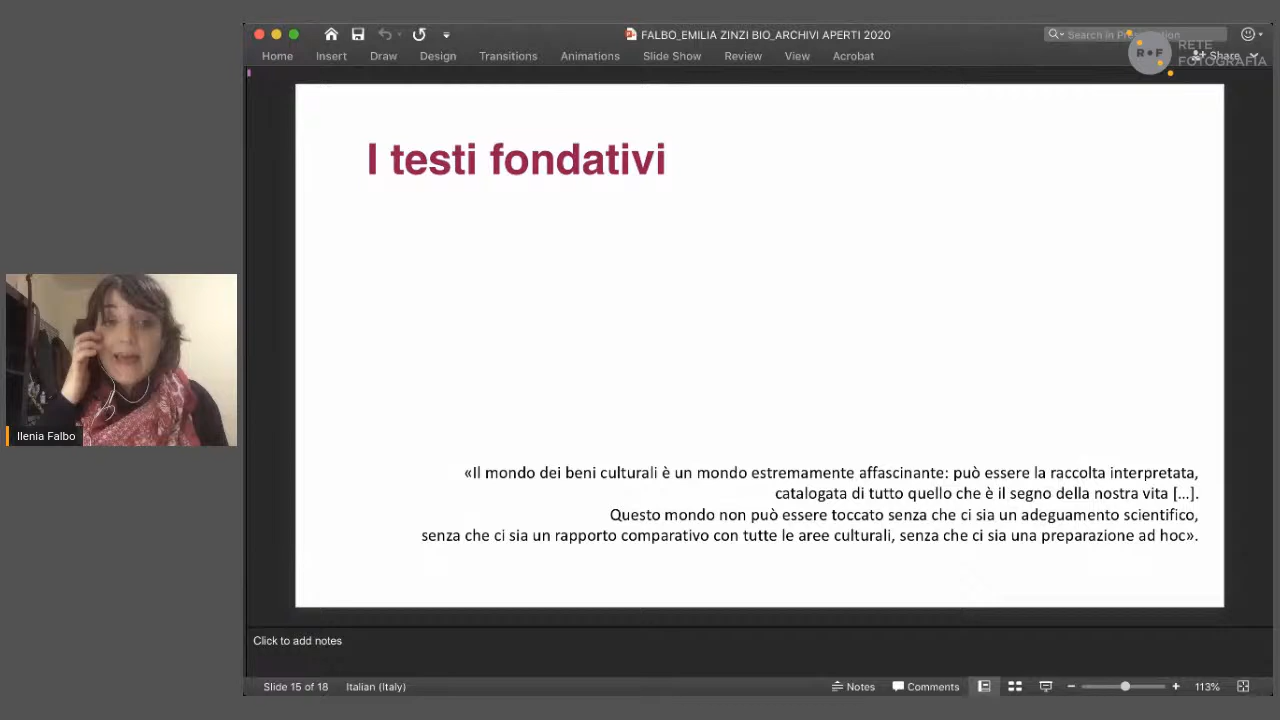 FALBO_EMILIA ZINZI BIO_ARCHIVI APERTI 2020
Search in Presentation
Home Insert Draw Design Transitions Animations Slide Show Review View Acrobat
Share
R•F RETE FOTOGRAFIA
I testi fondativi
«Il mondo dei beni culturali è un mondo estremamente affascinante: può essere la raccolta interpretata,
catalogata di tutto quello che è il segno della nostra vita [...].
Questo mondo non può essere toccato senza che ci sia un adeguamento scientifico,
senza che ci sia un rapporto comparativo con tutte le aree culturali, senza che ci sia una preparazione ad hoc».
Ilenia Falbo
Click to add notes
Slide 15 of 18 Italian (Italy) Notes Comments 113%